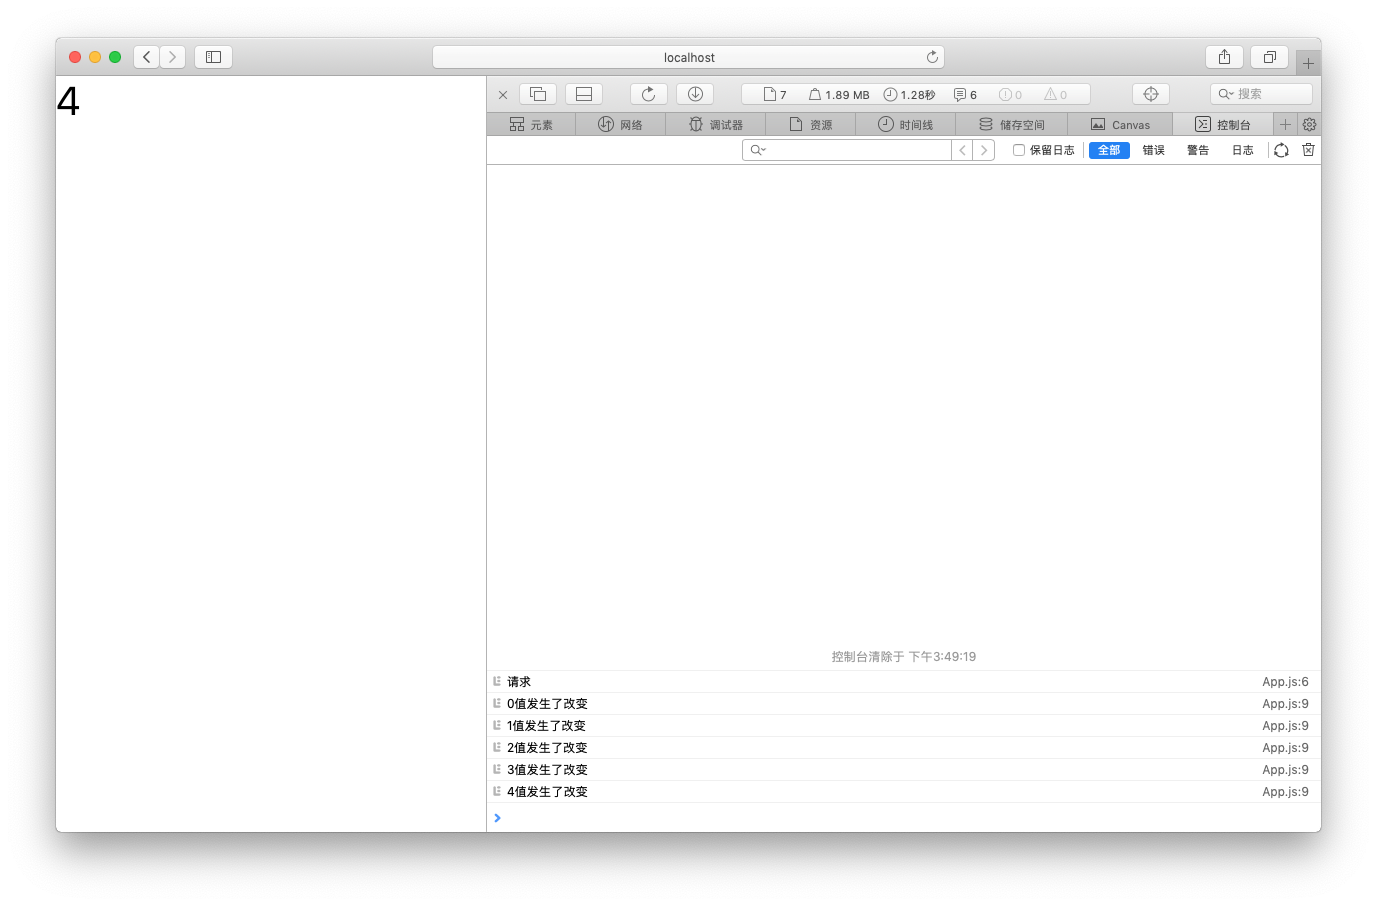 localhost
4
7 1.89 MB 1.28秒 6 0 0 搜索
元素 网络 调试器 资源 时间线 储存空间 Canvas 控制台
保留日志 全部 错误 警告 日志
控制台清除于 下午3:49:19
请求 App.js:6
0值发生了改变 App.js:9
1值发生了改变 App.js:9
2值发生了改变 App.js:9
3值发生了改变 App.js:9
4值发生了改变 App.js:9